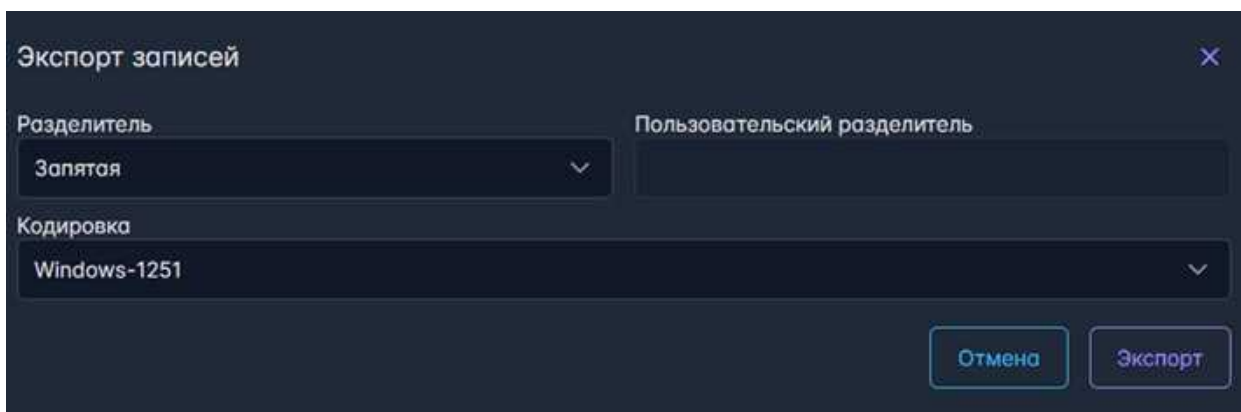 Экспорт записей
Разделитель
Пользовательский разделитель
Запятая
Кодировка
Windows-1251
Отмена
Экспорт